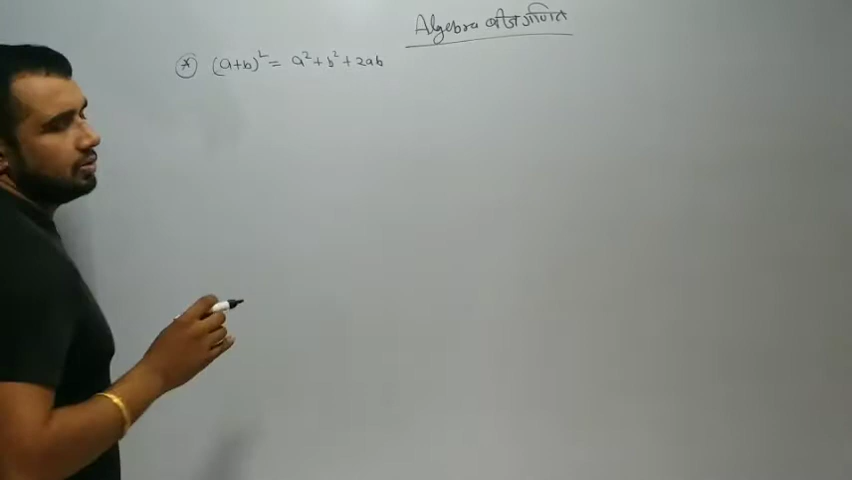 Algebra बीजगणित
* (a+b)² = a² + b² + 2ab